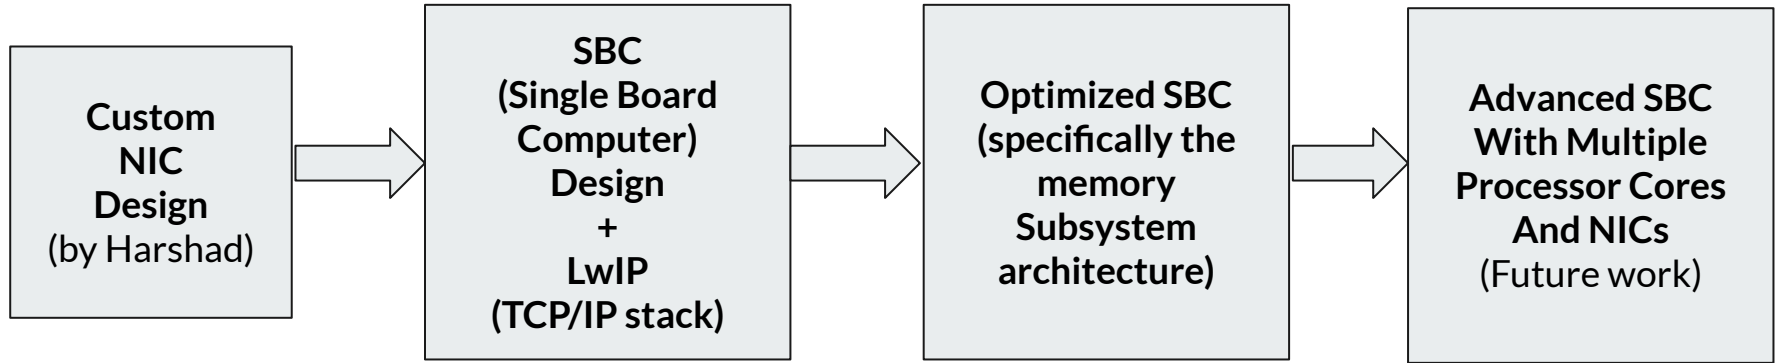 Custom
NIC
Design
(by Harshad)
SBC
(Single Board
Computer)
Design
+
LwIP
(TCP/IP stack)
Optimized SBC
(specifically the
memory
Subsystem
architecture)
Advanced SBC
With Multiple
Processor Cores
And NICs
(Future work)